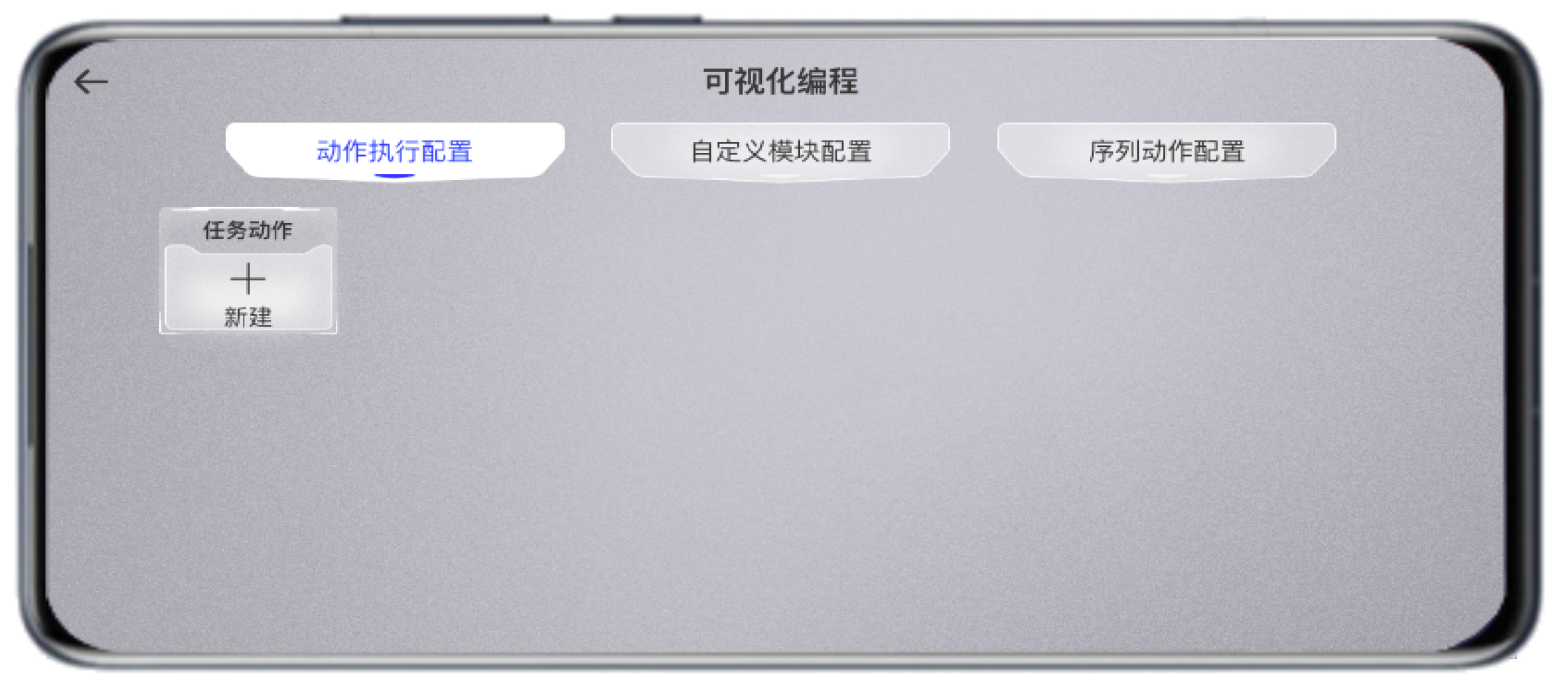 可视化编程
动作执行配置
自定义模块配置
序列动作配置
任务动作
新建